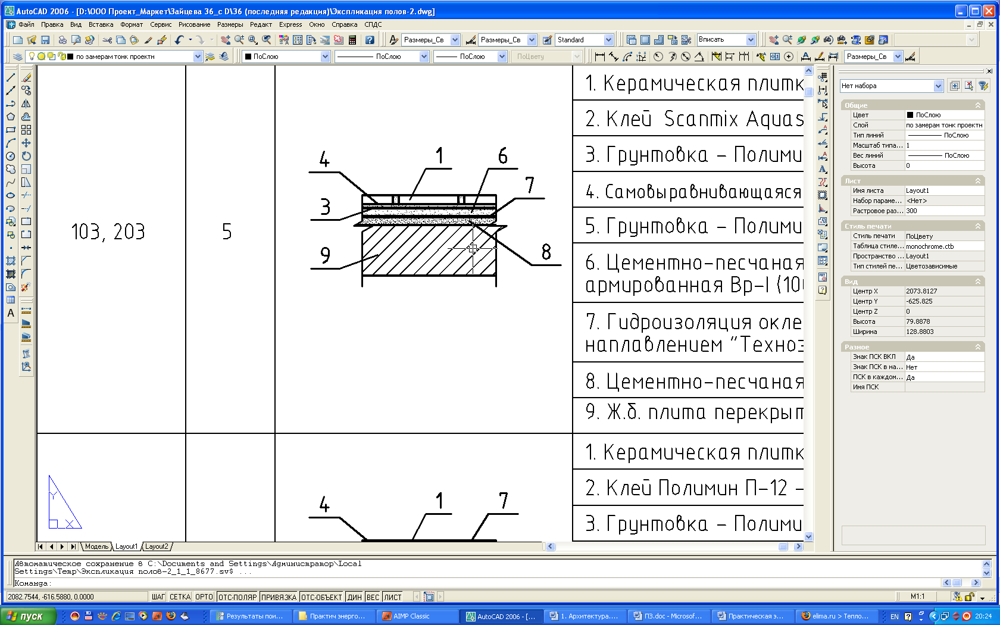 AutoCAD 2006 - [D:\ООО Проект_Маркет\Зайцева 36_с D\36 (последняя редакция)\Экспликация полов-2.dwg]
Файл Правка Вид Вставка Формат Сервис Рисование Размеры Редакт Express Окно Справка СПДС
Размеры_Св Размеры_Св Standard Вписать
по замерам тонк проектн ПоСлою ПоСлою ПоСлою ПоЦвету Размеры_Св
103, 203
5
4 1 6
7
3
9 8
1. Керамическая плитк
2. Клей Scanmix Aquas
3. Грунтовка - Полими
4. Самовыравнивающаяся
5. Грунтовка - Полими
6. Цементно-песчаная
армированная Вр-I (10
7. Гидроизоляция окле
наплавлением "Техноэ
8. Цементно-песчаная
9. Ж.б. плита перекрыт
4 1 7
1. Керамическая плитк
2. Клей Полимин П-12 -
3. Грунтовка - Полими
Y
X
Нет набора
Общие
Цвет ПоСлою
Слой по замерам тонк проектн
Тип линий ПоСлою
Масштаб типа... 1
Вес линий ПоСлою
Высота 0
Лист
Имя листа Layout1
Набор параме... <Нет>
Растровое раз... 300
Стиль печати
Стиль печати ПоЦвету
Таблица стиле... monochrome.ctb
Пространство ... Layout1
Тип стилей пе... Цветозависимые
Вид
Центр X 2073.8127
Центр Y -625.825
Центр Z 0
Высота 79.8878
Ширина 128.8803
Разное
Знак ПСК ВКЛ Да
Знак ПСК в на... Нет
ПСК в каждом... Да
Имя ПСК
Модель Layout1 Layout2
Автоматическое сохранение в C:\Documents and Settings\Администратор\Local
Settings\Temp\Экспликация полов-2_1_1_8677.sv$ ...
Команда:
2082.7544, -616.5880, 0.0000 ШАГ СЕТКА ОРТО ОТС-ПОЛЯР ПРИВЯЗКА ОТС-ОБЪЕКТ ДИН ВЕС ЛИСТ М1:1
пуск Результаты пои... Практич энерго... AIMP Classic AutoCAD 2006 - [... 1. Архитектура.... ПЗ.doc - Microsof... Практическая э... elima.ru > Тепло... EN 20:24